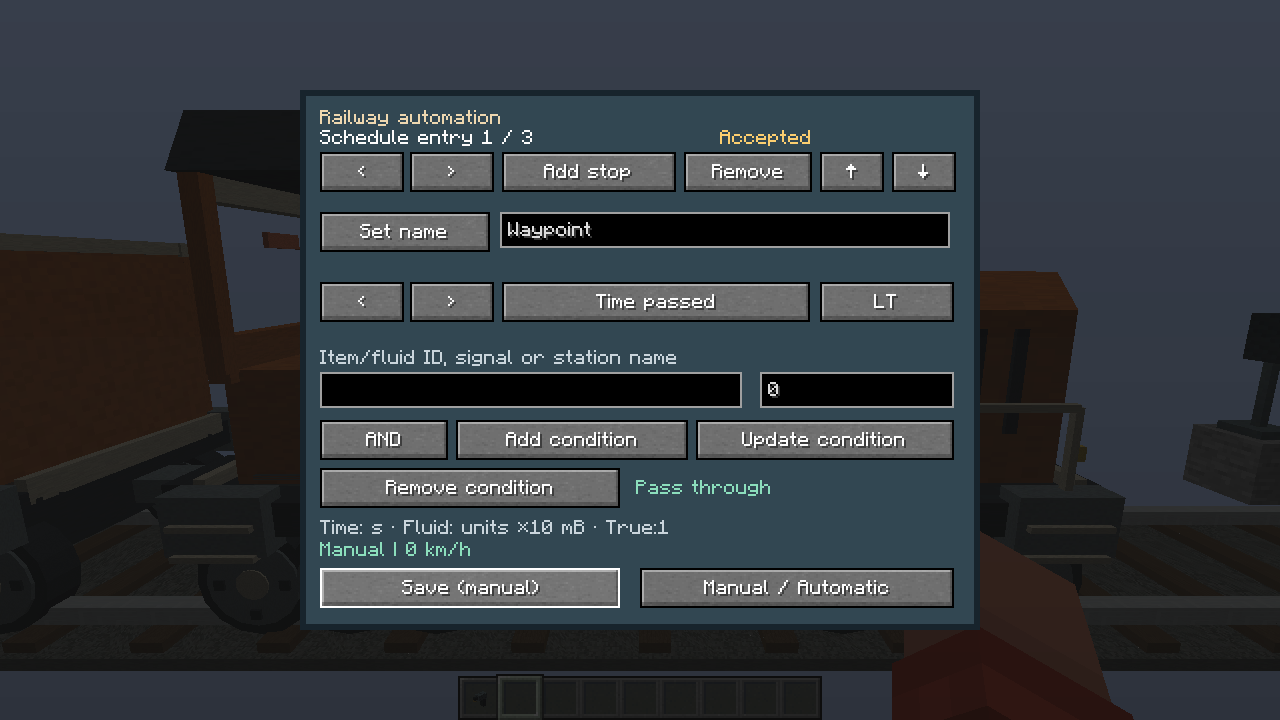 Railway automation
Schedule entry 1 / 3 Accepted
< > Add stop Remove ↑ ↓
Set name Waypoint
< > Time passed LT
Item/fluid ID, signal or station name
0
AND Add condition Update condition
Remove condition Pass through
Time: s · Fluid: units ×10 mB · True:1
Manual | 0 km/h
Save (manual) Manual / Automatic